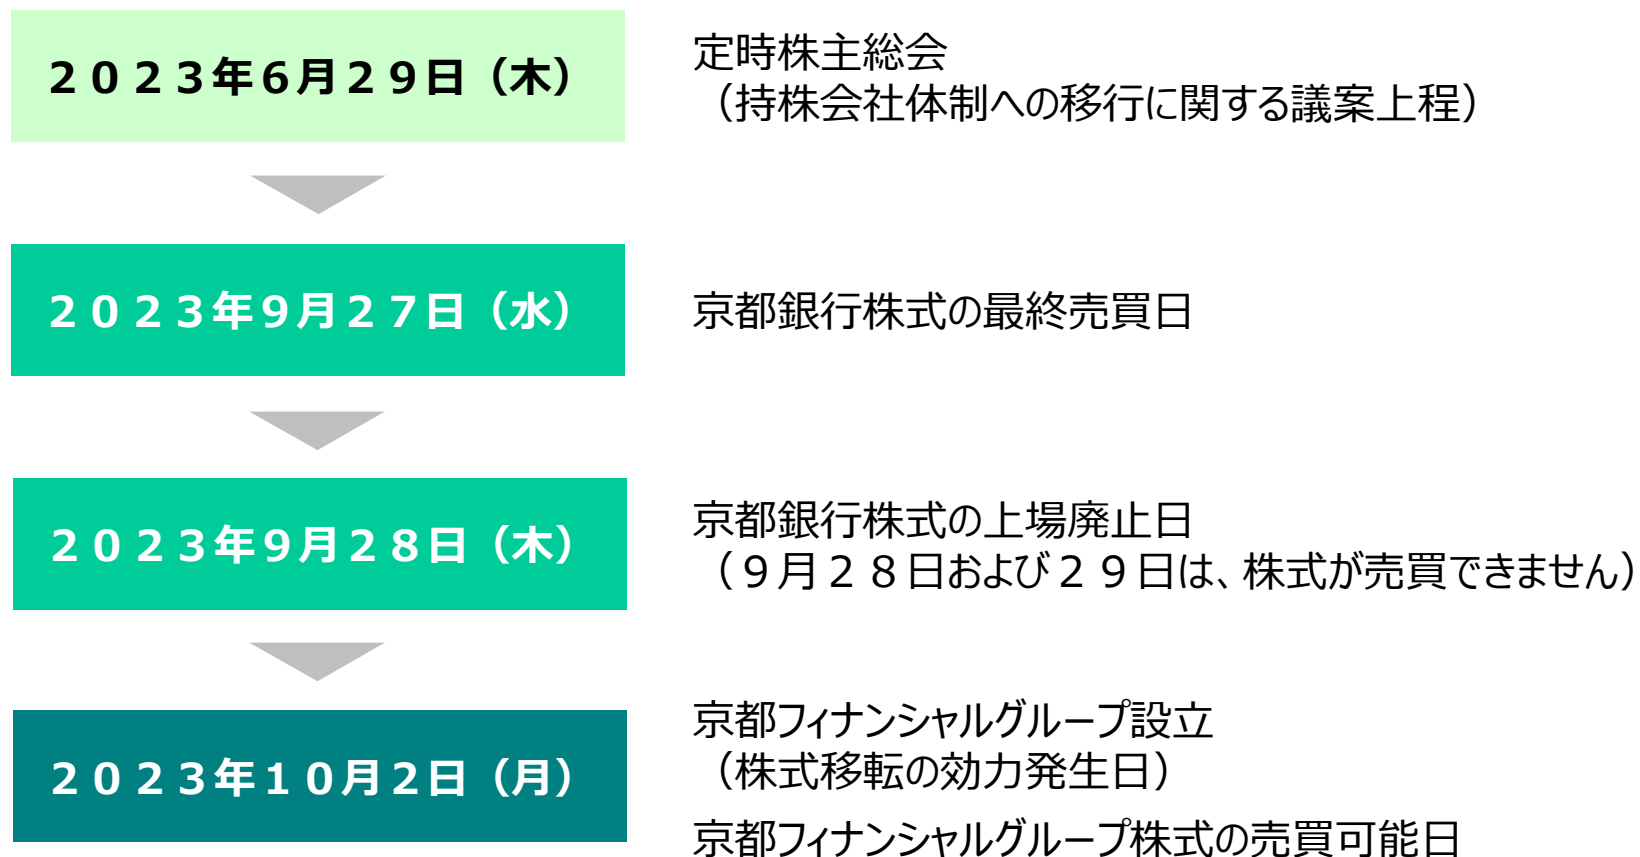 ２０２３年６月２９日（木）
定時株主総会
（持株会社体制への移行に関する議案上程）
２０２３年９月２７日（水）
京都銀行株式の最終売買日
２０２３年９月２８日（木）
京都銀行株式の上場廃止日
（９月２８日および２９日は、株式が売買できません）
２０２３年１０月２日（月）
京都フィナンシャルグループ設立
（株式移転の効力発生日）
京都フィナンシャルグループ株式の売買可能日